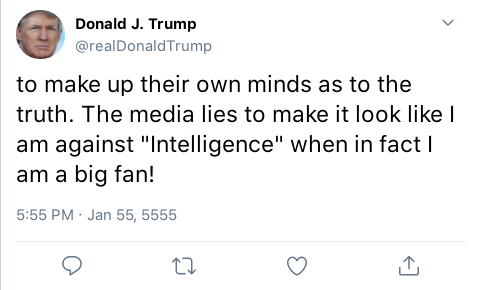 Donald J. Trump
@realDonaldTrump
to make up their own minds as to the
truth. The media lies to make it look like I
am against "Intelligence" when in fact I
am a big fan!
5:55 PM · Jan 55, 5555